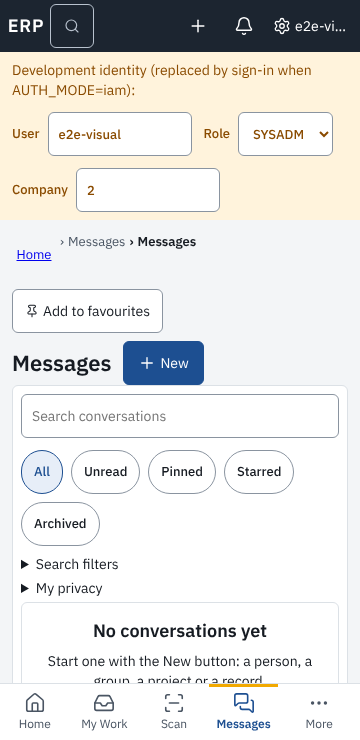 ERP e2e-vi...
Development identity (replaced by sign-in when
AUTH_MODE=iam):
User e2e-visual Role SYSADM
Company 2
Home › Messages › Messages
Add to favourites
Messages + New
Search conversations
All Unread Pinned Starred
Archived
Search filters
My privacy
No conversations yet
Start one with the New button: a person, a
group, a project or a record.
Home My Work Scan Messages More